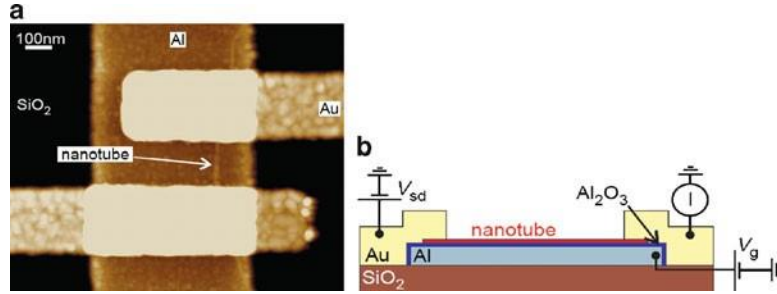 a
100nm
Al
SiO2
Au
nanotube
b
Vsd
Al2O3
I
nanotube
Vg
Au
Al
SiO2